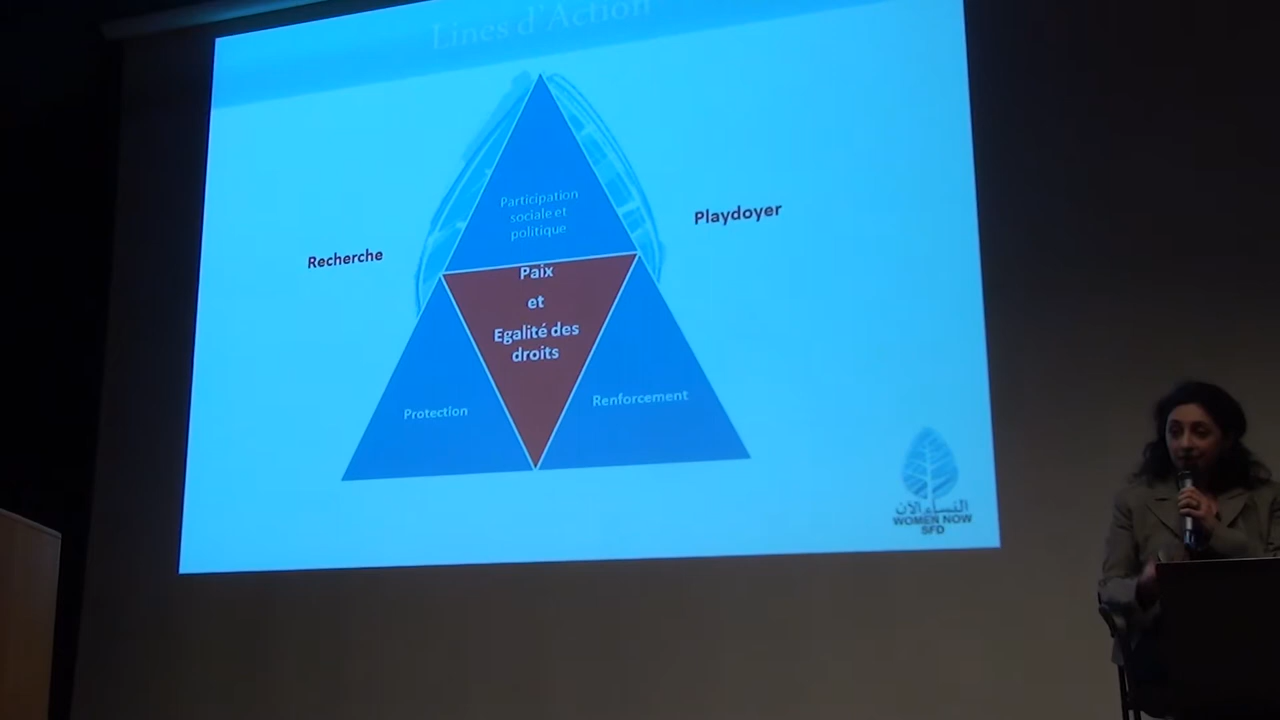 Lines d'Action
Participation
sociale et
politique
Playdoyer
Recherche
Paix
et
Egalité des
droits
Protection
Renforcement
النساء الآن
WOMEN NOW
SFD